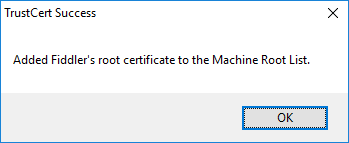 TrustCert Success
Added Fiddler's root certificate to the Machine Root List.
OK